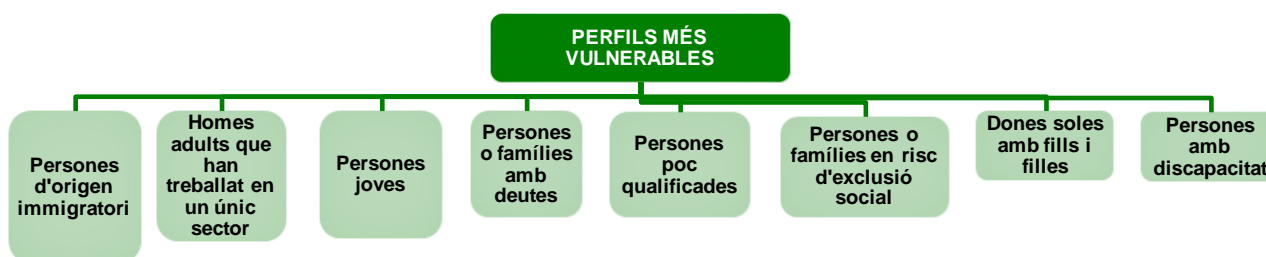 PERFILS MÉS
VULNERABLES
Persones
d'origen
immigratori
Homes
adults que
han
treballat en
un únic
sector
Persones
joves
Persones
o famílies
amb
deutes
Persones
poc
qualificades
Persones o
famílies en risc
d'exclusió
social
Dones soles
amb fills i
filles
Persones
amb
discapacitat